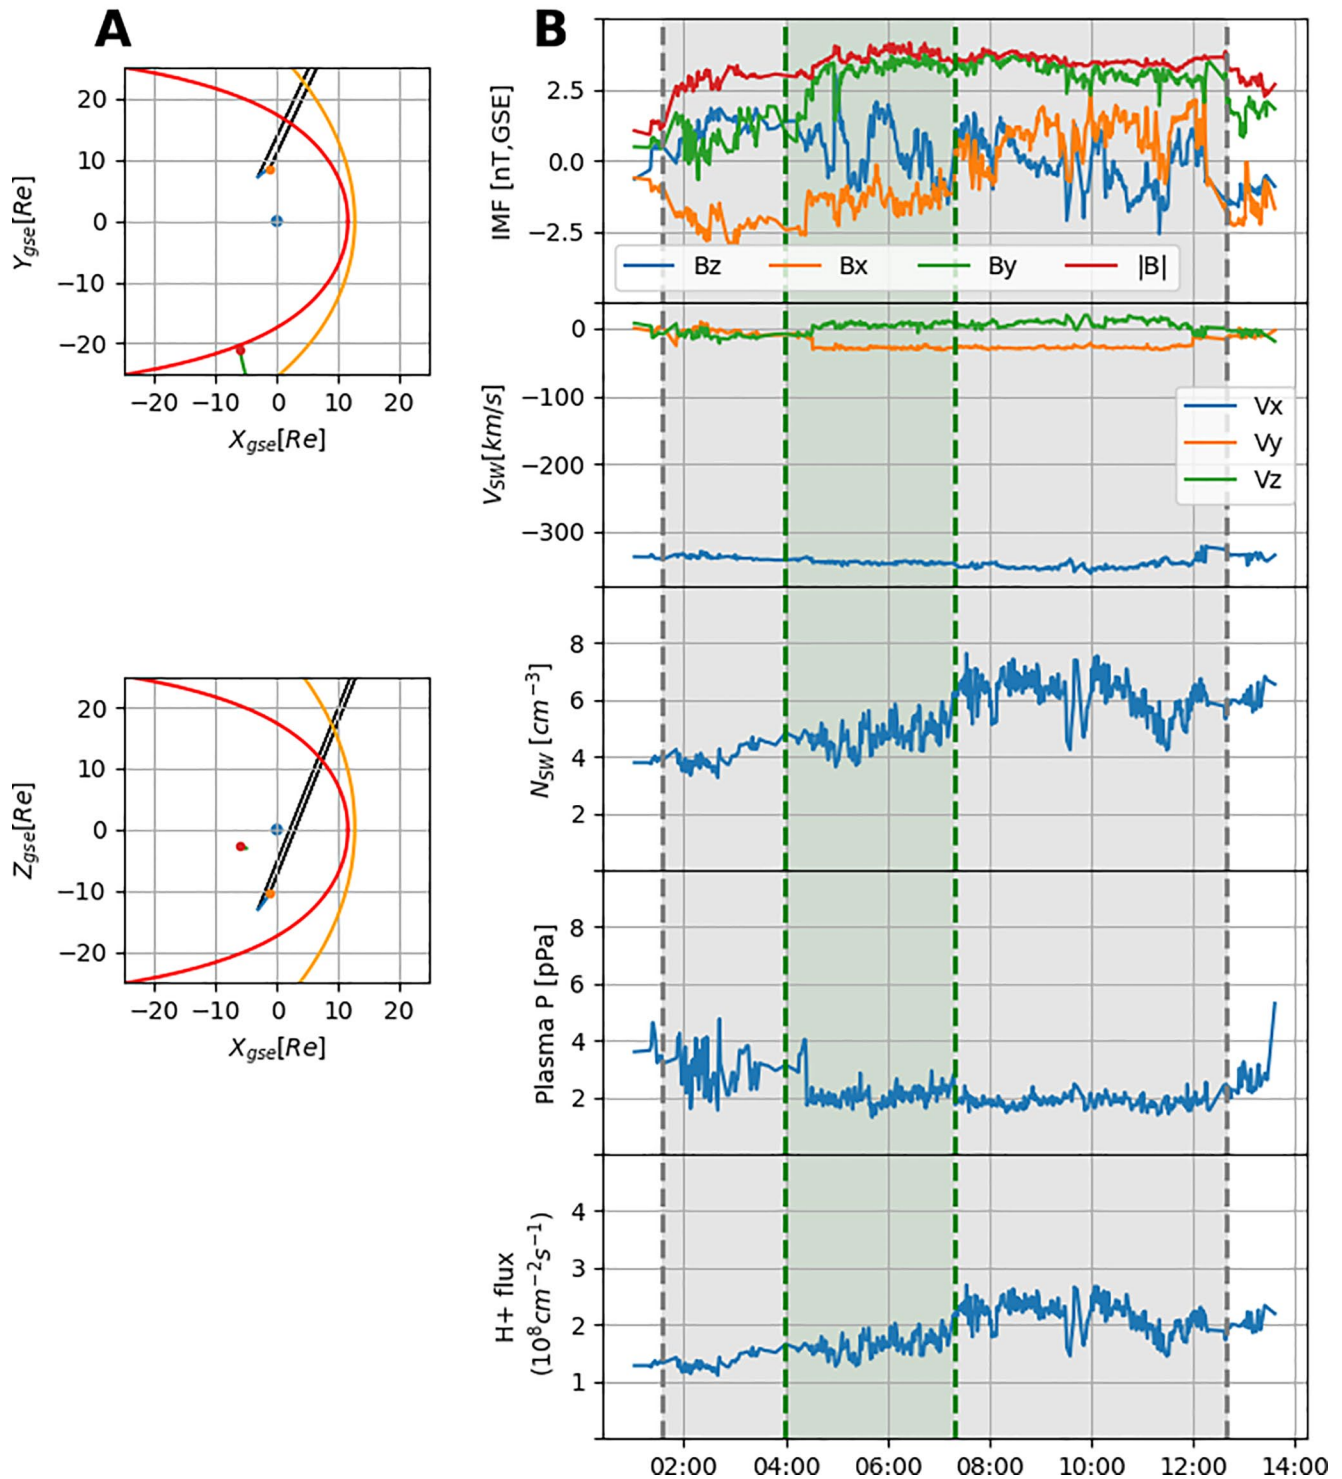 A
20
10
0
−10
−20
Ygse[Re]
−20 −10 0 10 20
Xgse[Re]
20
10
0
−10
−20
Zgse[Re]
−20 −10 0 10 20
Xgse[Re]
B
2.5
0.0
−2.5
IMF [nT,GSE]
Bz Bx By |B|
0
−100
−200
−300
VSW[km/s]
Vx
Vy
Vz
8
6
4
2
NSW [cm−3]
8
6
4
2
Plasma P [pPa]
4
3
2
1
H+ flux
(10^8cm−2s−1)
02:00 04:00 06:00 08:00 10:00 12:00 14:00